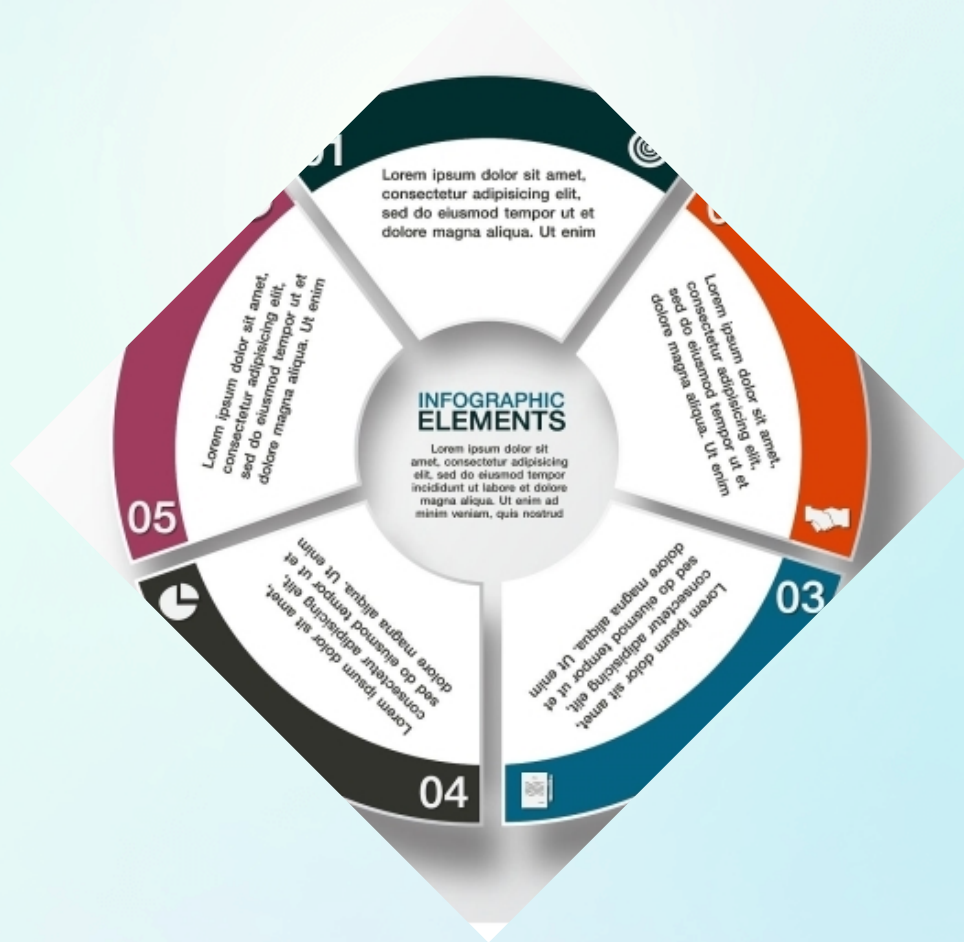 Lorem ipsum dolor sit amet,
consectetur adipisicing elit,
sed do eiusmod tempor ut et
dolore magna aliqua. Ut enim
Lorem ipsum dolor sit amet,
consectetur adipisicing elit,
sed do eiusmod tempor ut et
dolore magna aliqua. Ut enim
03
Lorem ipsum dolor sit amet,
consectetur adipisicing elit,
sed do eiusmod tempor ut et
dolore magna aliqua. Ut enim
04
Lorem ipsum dolor sit amet,
consectetur adipisicing elit,
sed do eiusmod tempor ut et
dolore magna aliqua. Ut enim
05
Lorem ipsum dolor sit amet,
consectetur adipisicing elit,
sed do eiusmod tempor ut et
dolore magna aliqua. Ut enim
INFOGRAPHIC
ELEMENTS
Lorem ipsum dolor sit
amet, consectetur adipisicing
elit, sed do eiusmod tempor
incididunt ut labore et dolore
magna aliqua. Ut enim ad
minim veniam, quis nostrud